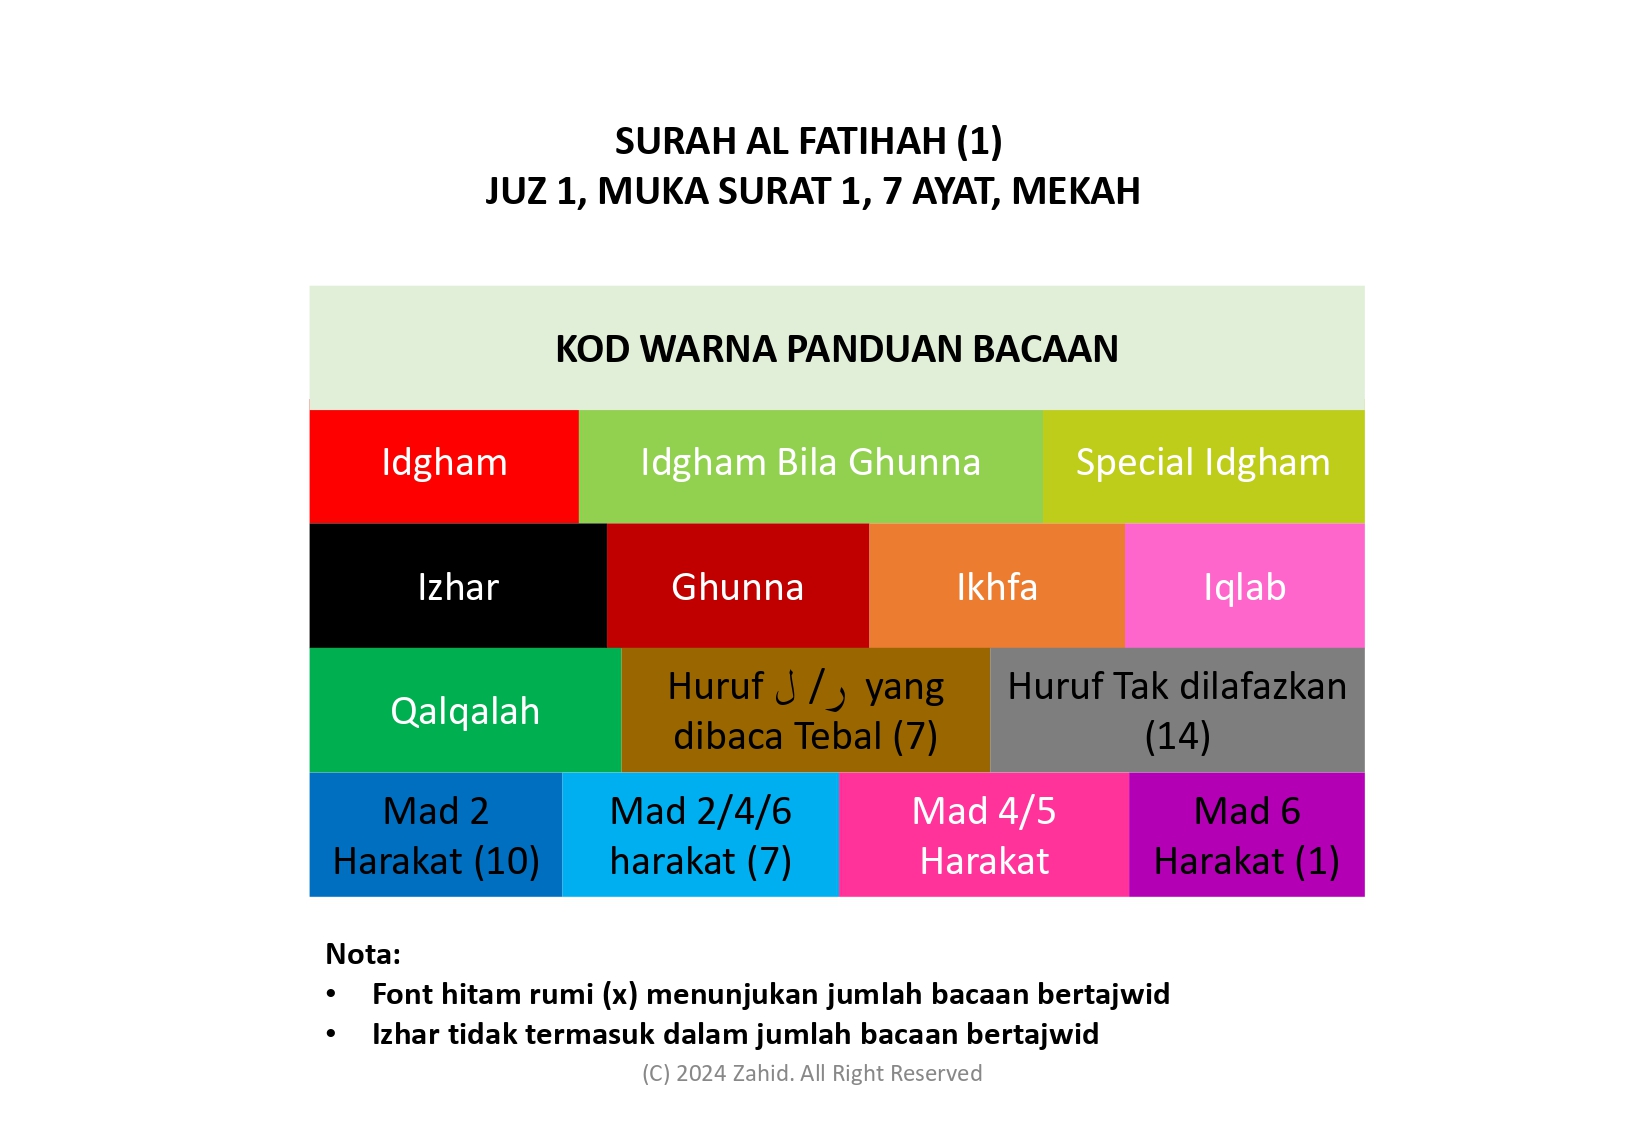 SURAH AL FATIHAH (1)
JUZ 1, MUKA SURAT 1, 7 AYAT, MEKAH
KOD WARNA PANDUAN BACAAN
Idgham
Idgham Bila Ghunna
Special Idgham
Izhar
Ghunna
Ikhfa
Iqlab
Qalqalah
Huruf ر/ ل yang
dibaca Tebal (7)
Huruf Tak dilafazkan
(14)
Mad 2
Harakat (10)
Mad 2/4/6
harakat (7)
Mad 4/5
Harakat
Mad 6
Harakat (1)
Nota:
• Font hitam rumi (x) menunjukan jumlah bacaan bertajwid
• Izhar tidak termasuk dalam jumlah bacaan bertajwid
(C) 2024 Zahid. All Right Reserved